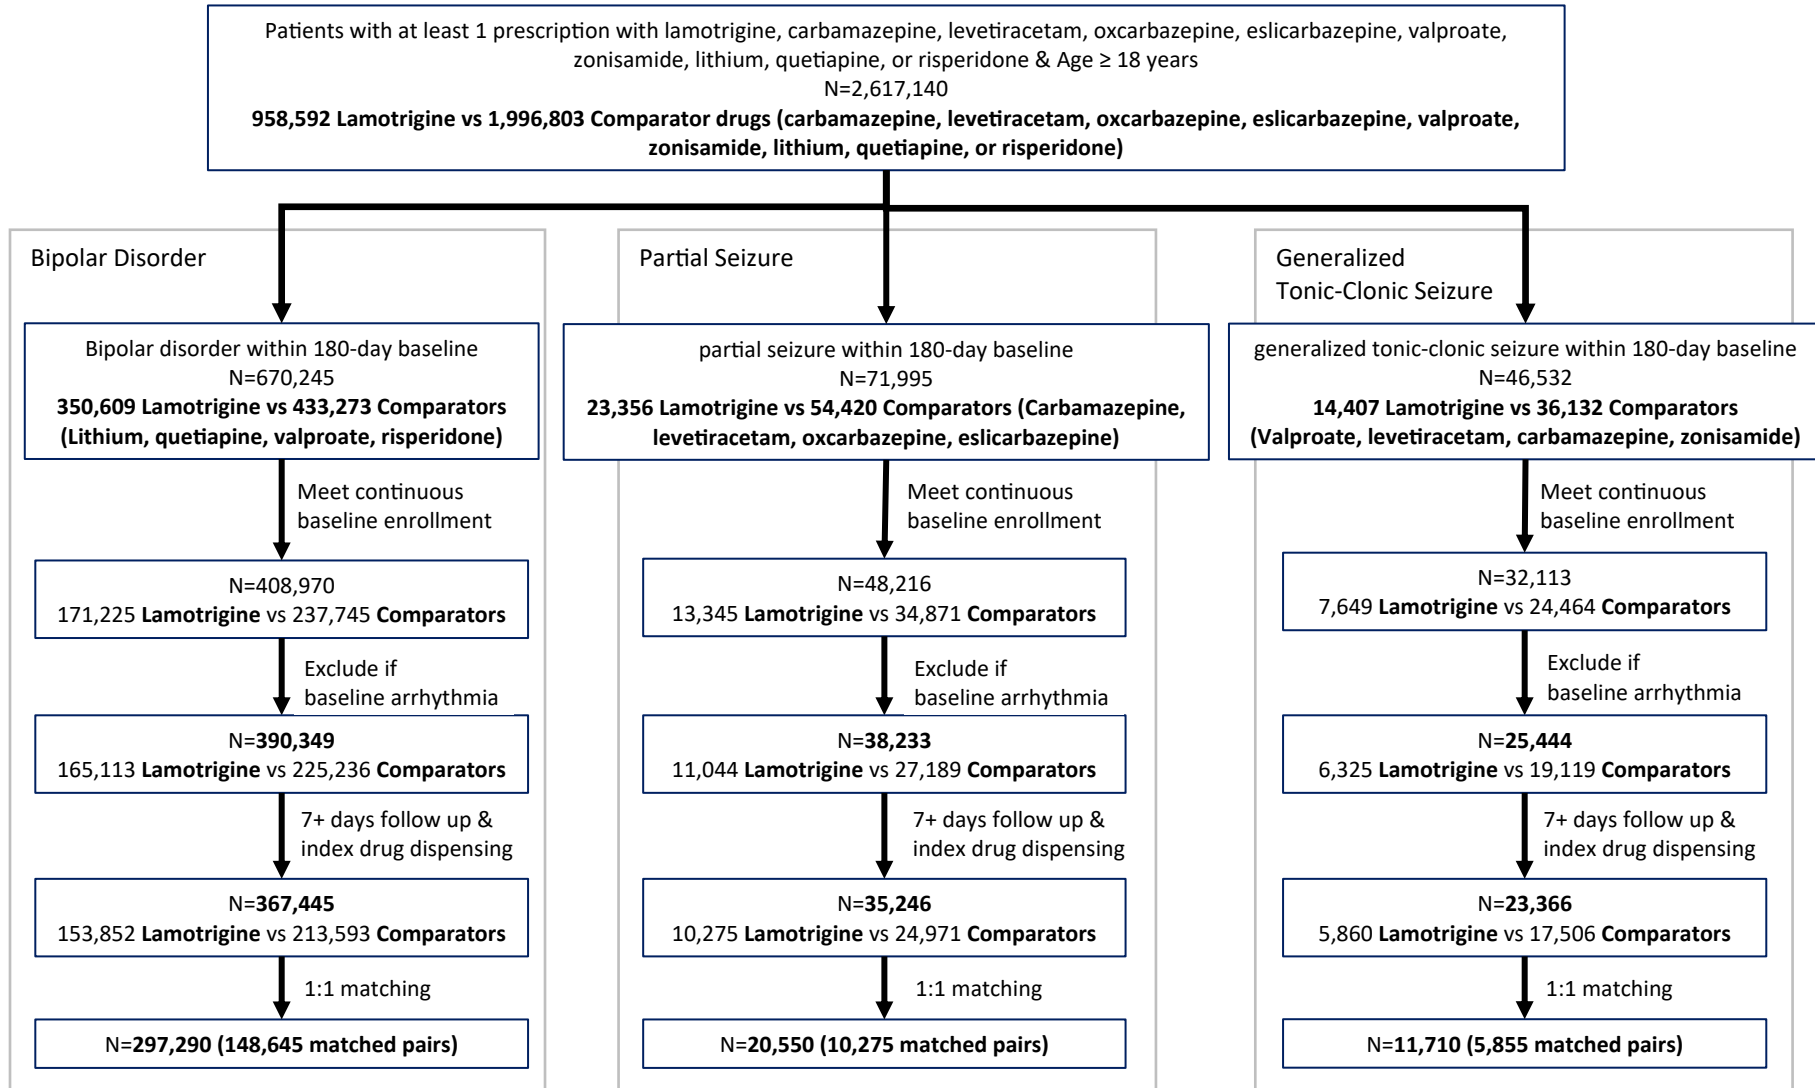 Patients with at least 1 prescription with lamotrigine, carbamazepine, levetiracetam, oxcarbazepine, eslicarbazepine, valproate,
zonisamide, lithium, quetiapine, or risperidone & Age ≥ 18 years
N=2,617,140
958,592 Lamotrigine vs 1,996,803 Comparator drugs (carbamazepine, levetiracetam, oxcarbazepine, eslicarbazepine, valproate,
zonisamide, lithium, quetiapine, or risperidone)
Bipolar Disorder
Bipolar disorder within 180-day baseline
N=670,245
350,609 Lamotrigine vs 433,273 Comparators
(Lithium, quetiapine, valproate, risperidone)
Meet continuous
baseline enrollment
N=408,970
171,225 Lamotrigine vs 237,745 Comparators
Exclude if
baseline arrhythmia
N=390,349
165,113 Lamotrigine vs 225,236 Comparators
7+ days follow up &
index drug dispensing
N=367,445
153,852 Lamotrigine vs 213,593 Comparators
1:1 matching
N=297,290 (148,645 matched pairs)
Partial Seizure
partial seizure within 180-day baseline
N=71,995
23,356 Lamotrigine vs 54,420 Comparators (Carbamazepine,
levetiracetam, oxcarbazepine, eslicarbazepine)
Meet continuous
baseline enrollment
N=48,216
13,345 Lamotrigine vs 34,871 Comparators
Exclude if
baseline arrhythmia
N=38,233
11,044 Lamotrigine vs 27,189 Comparators
7+ days follow up &
index drug dispensing
N=35,246
10,275 Lamotrigine vs 24,971 Comparators
1:1 matching
N=20,550 (10,275 matched pairs)
Generalized
Tonic-Clonic Seizure
generalized tonic-clonic seizure within 180-day baseline
N=46,532
14,407 Lamotrigine vs 36,132 Comparators
(Valproate, levetiracetam, carbamazepine, zonisamide)
Meet continuous
baseline enrollment
N=32,113
7,649 Lamotrigine vs 24,464 Comparators
Exclude if
baseline arrhythmia
N=25,444
6,325 Lamotrigine vs 19,119 Comparators
7+ days follow up &
index drug dispensing
N=23,366
5,860 Lamotrigine vs 17,506 Comparators
1:1 matching
N=11,710 (5,855 matched pairs)